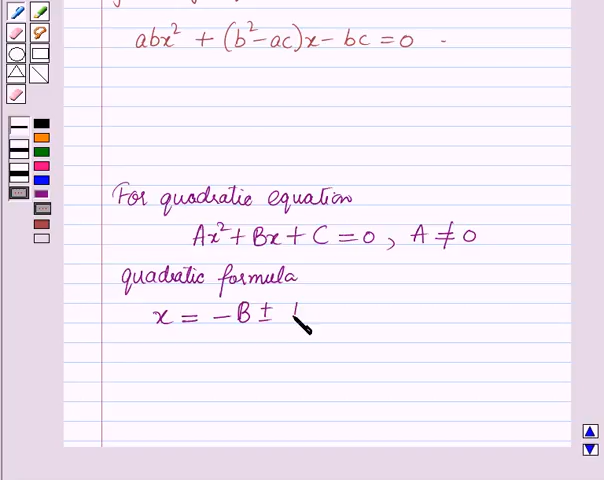 abx² + (b²-ac)x - bc = 0
For quadratic equation
Ax² + Bx + C = 0 , A ≠ 0
quadratic formula
x = -B ±